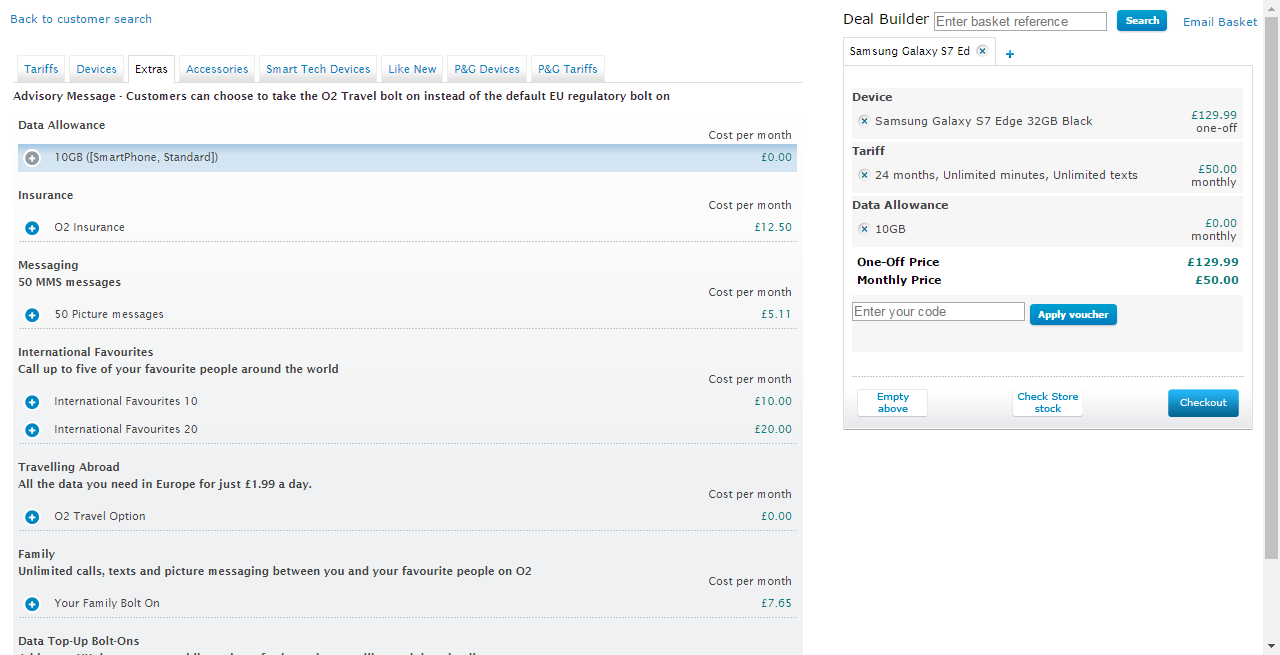 Back to customer search
Tariffs Devices Extras Accessories Smart Tech Devices Like New P&G Devices P&G Tariffs
Advisory Message - Customers can choose to take the O2 Travel bolt on instead of the default EU regulatory bolt on
Data Allowance
Cost per month
10GB ([SmartPhone, Standard]) £0.00
Insurance
Cost per month
O2 Insurance £12.50
Messaging
50 MMS messages
Cost per month
50 Picture messages £5.11
International Favourites
Call up to five of your favourite people around the world
Cost per month
International Favourites 10 £10.00
International Favourites 20 £20.00
Travelling Abroad
All the data you need in Europe for just £1.99 a day.
Cost per month
O2 Travel Option £0.00
Family
Unlimited calls, texts and picture messaging between you and your favourite people on O2
Cost per month
Your Family Bolt On £7.65
Data Top-Up Bolt-Ons
Deal Builder Enter basket reference Search Email Basket
Samsung Galaxy S7 Ed
Device
Samsung Galaxy S7 Edge 32GB Black £129.99
one-off
Tariff
24 months, Unlimited minutes, Unlimited texts £50.00
monthly
Data Allowance
10GB £0.00
monthly
One-Off Price £129.99
Monthly Price £50.00
Enter your code Apply voucher
Empty above Check Store stock Checkout